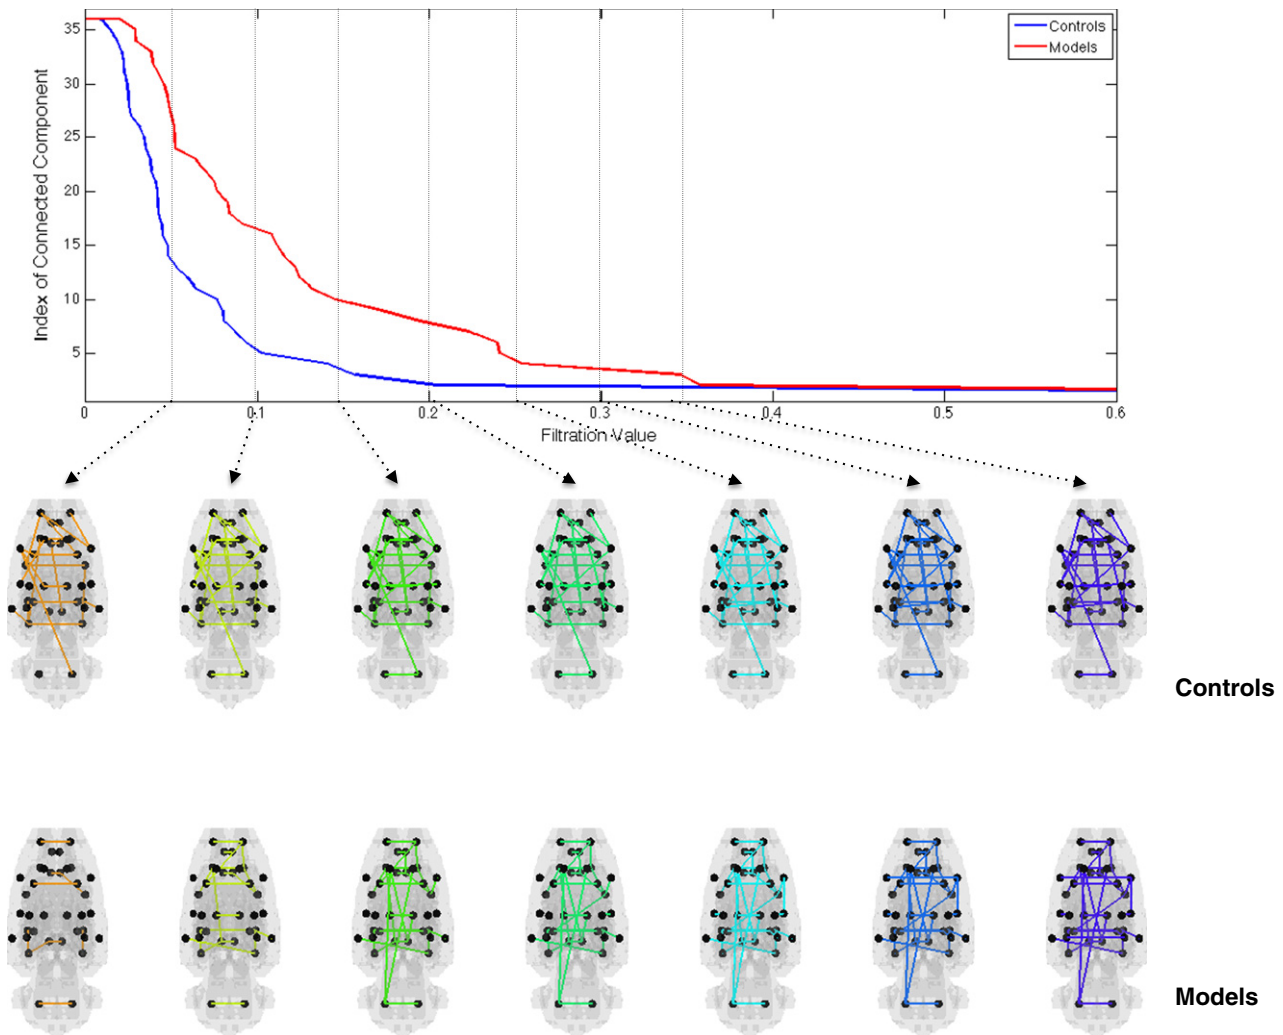 Index of Connected Component
35
30
25
20
15
10
5
Controls
Models
0 0.1 0.2 0.3 0.4 0.5 0.6
Filtration Value
Controls
Models